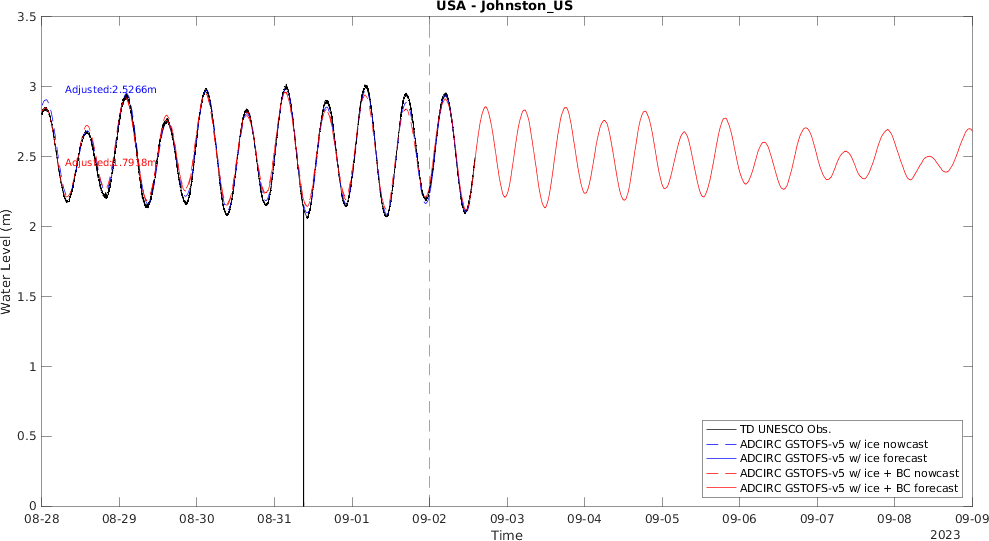 USA - Johnston_US
3.5
3
2.5
2
1.5
1
0.5
0
Water Level (m)
Adjusted:2.5266m
Adjusted:1.7918m
TD UNESCO Obs.
ADCIRC GSTOFS-v5 w/ ice nowcast
ADCIRC GSTOFS-v5 w/ ice forecast
ADCIRC GSTOFS-v5 w/ ice + BC nowcast
ADCIRC GSTOFS-v5 w/ ice + BC forecast
08-28 08-29 08-30 08-31 09-01 09-02 09-03 09-04 09-05 09-06 09-07 09-08 09-09
Time
2023